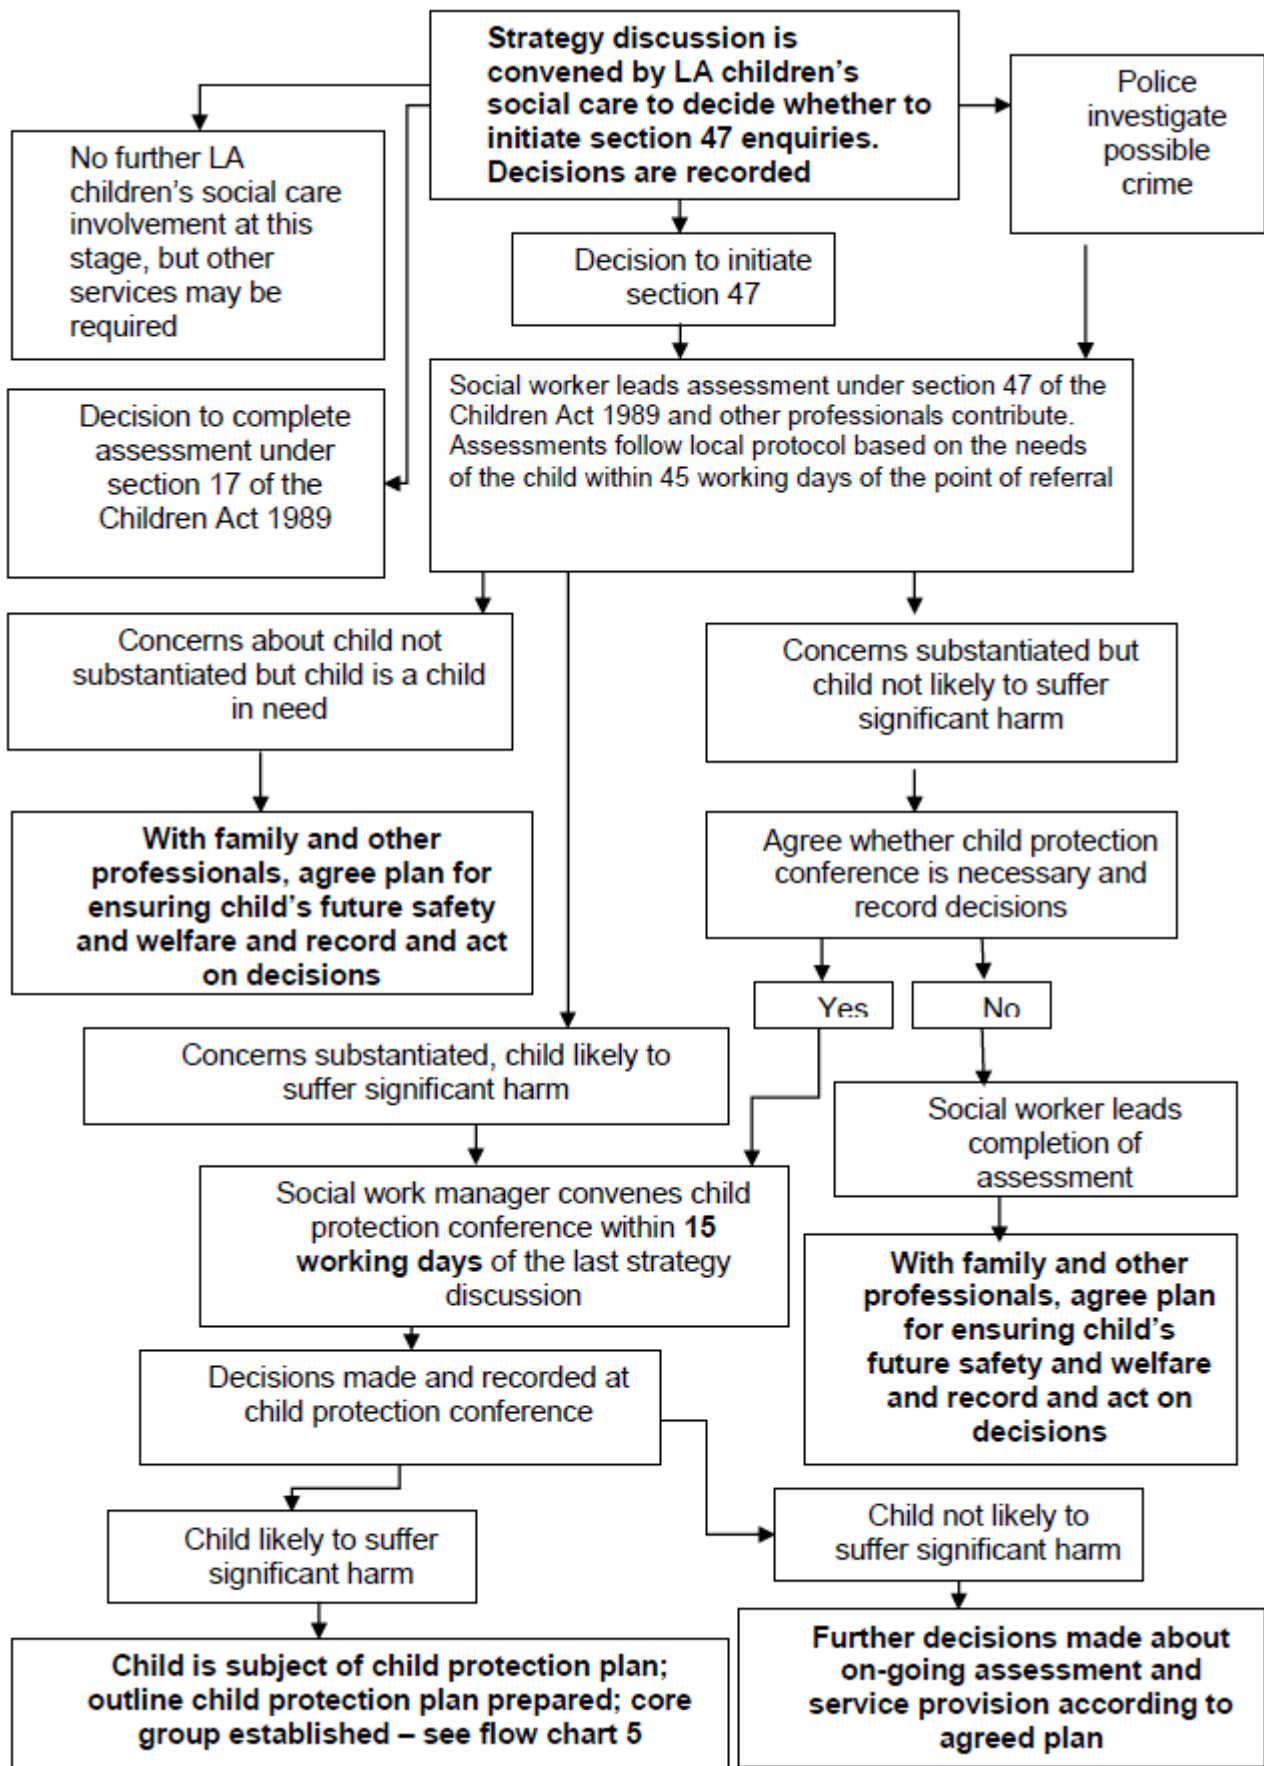 Strategy discussion is
convened by LA children's
social care to decide whether to
initiate section 47 enquiries.
Decisions are recorded
Police
investigate
possible
crime
No further LA
children's social care
involvement at this
stage, but other
services may be
required
Decision to initiate
section 47
Decision to complete
assessment under
section 17 of the
Children Act 1989
Social worker leads assessment under section 47 of the
Children Act 1989 and other professionals contribute.
Assessments follow local protocol based on the needs
of the child within 45 working days of the point of referral
Concerns about child not
substantiated but child is a child
in need
Concerns substantiated but
child not likely to suffer
significant harm
With family and other
professionals, agree plan for
ensuring child's future safety
and welfare and record and act
on decisions
Agree whether child protection
conference is necessary and
record decisions
Yes
No
Concerns substantiated, child likely to
suffer significant harm
Social worker leads
completion of
assessment
Social work manager convenes child
protection conference within 15
working days of the last strategy
discussion
With family and other
professionals, agree plan
for ensuring child's
future safety and welfare
and record and act on
decisions
Decisions made and recorded at
child protection conference
Child likely to suffer
significant harm
Child not likely to
suffer significant harm
Child is subject of child protection plan;
outline child protection plan prepared; core
group established – see flow chart 5
Further decisions made about
on-going assessment and
service provision according to
agreed plan